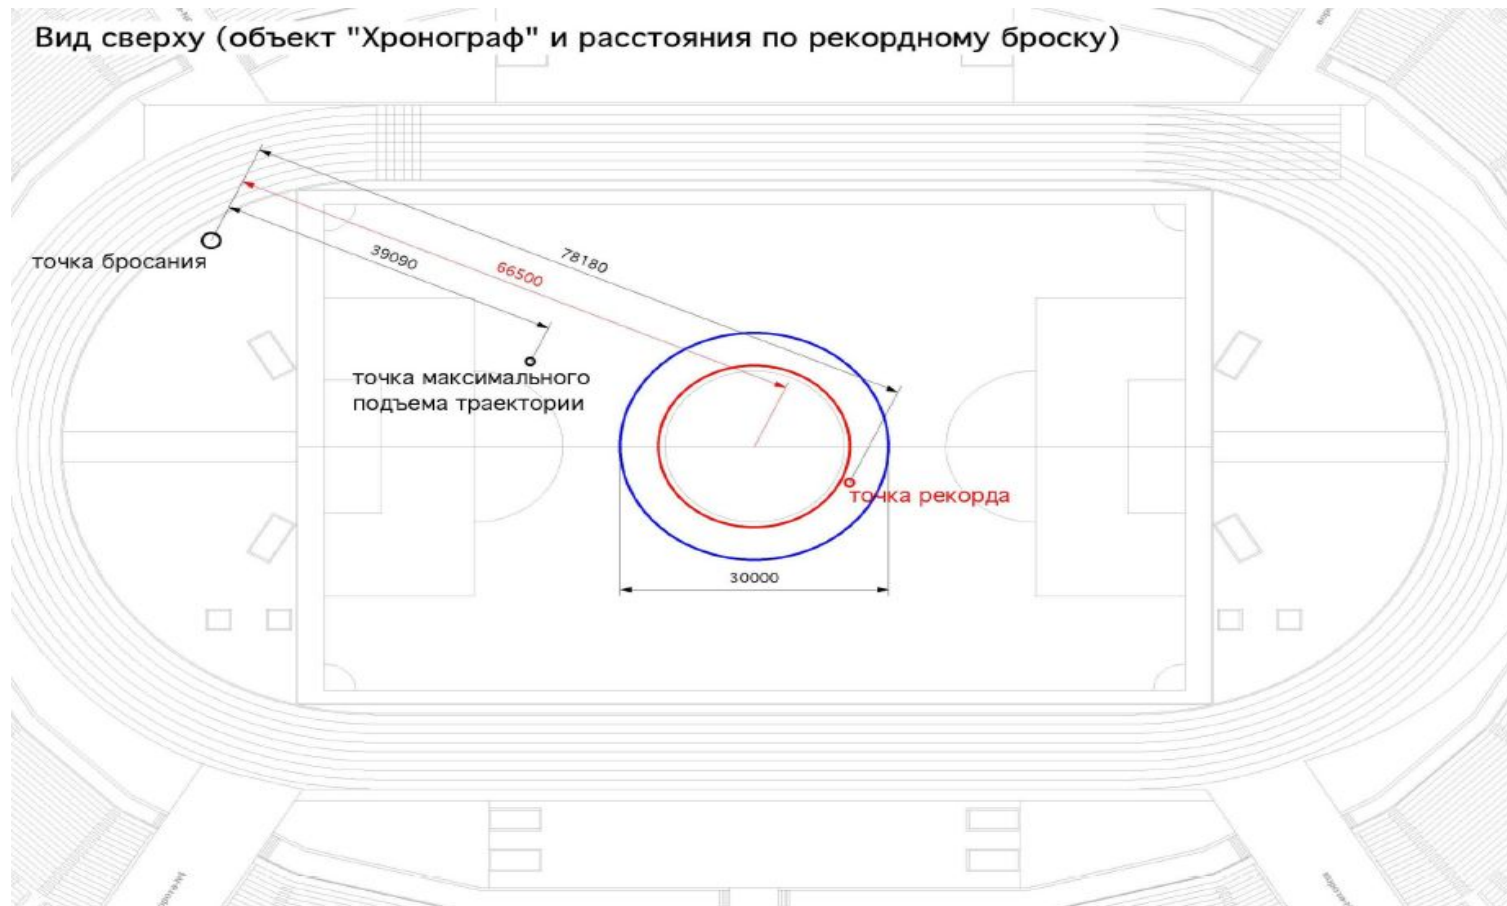 Вид сверху (объект "Хронограф" и расстояния по рекордному броску)
точка бросания
39090
66500
78180
точка максимального
подъема траектории
точка рекорда
30000